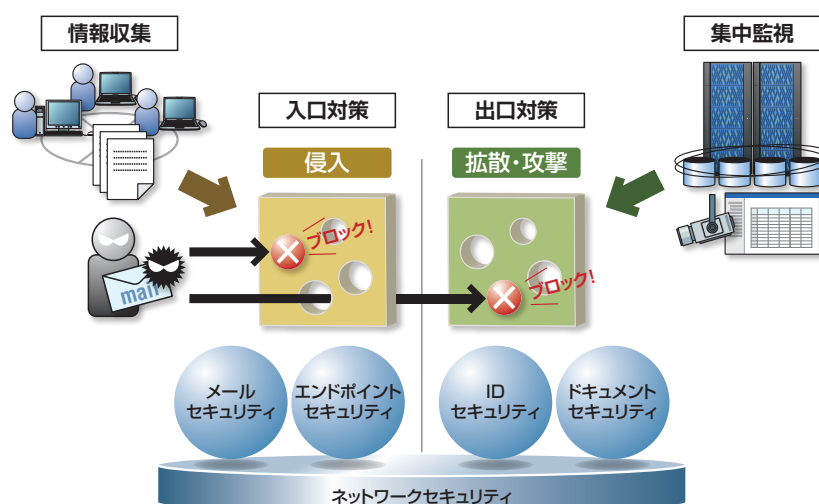 情報収集
集中監視
入口対策
出口対策
侵入
拡散・攻撃
ブロック!
ブロック!
mail
メール
セキュリティ
エンドポイント
セキュリティ
ID
セキュリティ
ドキュメント
セキュリティ
ネットワークセキュリティ